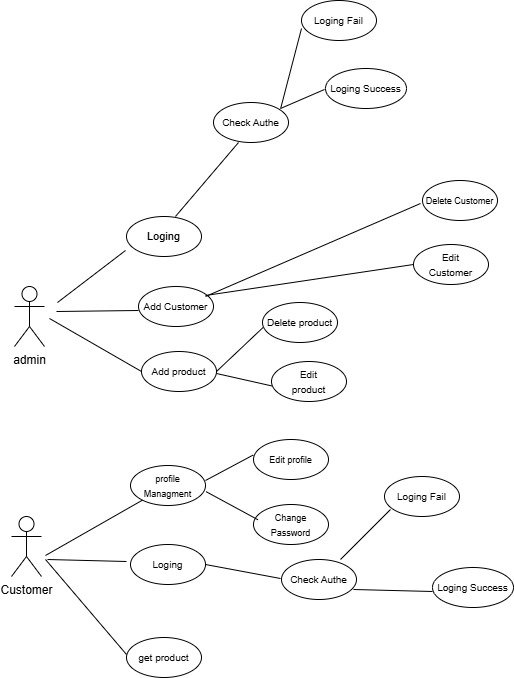 Loging Fail
Loging Success
Check Authe
Delete Customer
Loging
Edit
Customer
Add Customer
Delete product
admin
Add product
Edit
product
Edit profile
profile
Managment
Loging Fail
Change
Password
Customer
Loging
Check Authe
Loging Success
get product